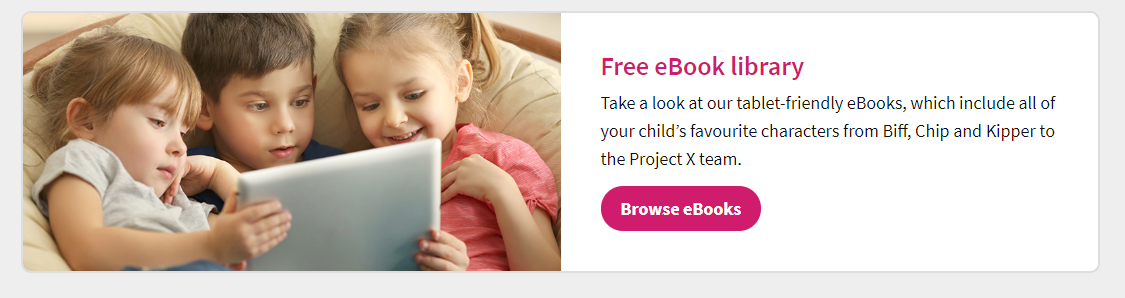 Free eBook library
Take a look at our tablet-friendly eBooks, which include all of
your child’s favourite characters from Biff, Chip and Kipper to
the Project X team.
Browse eBooks